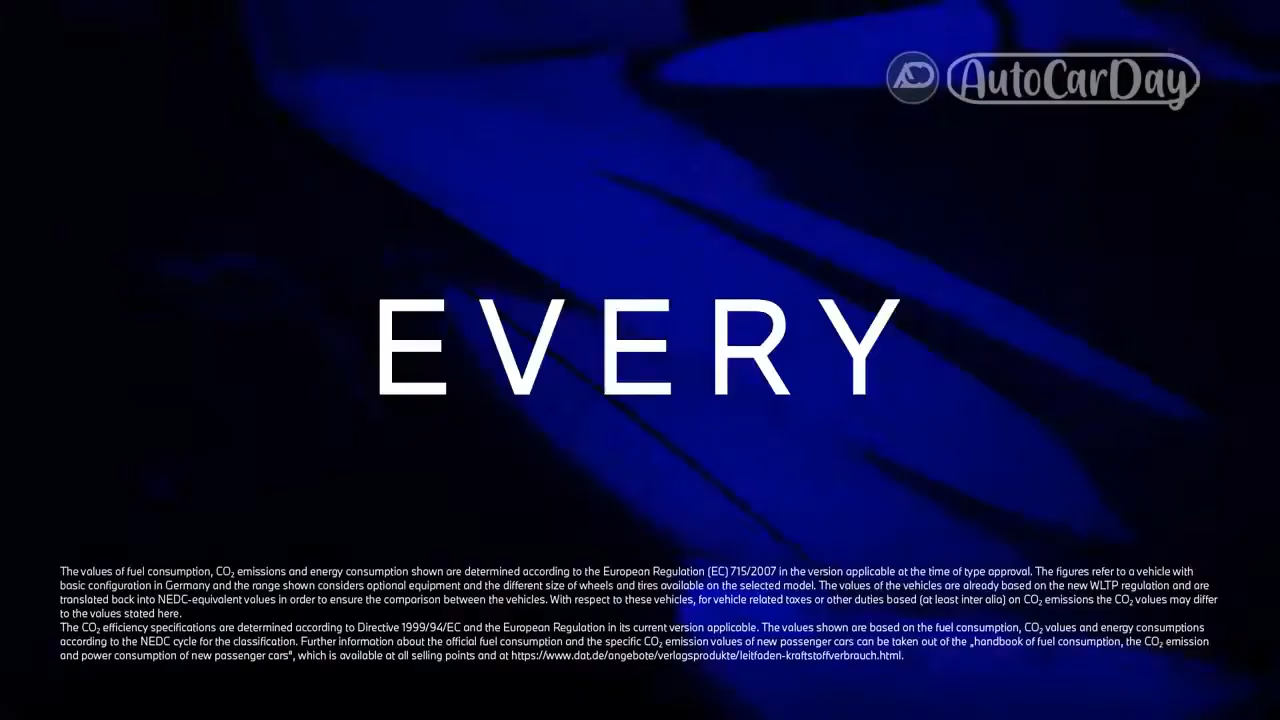 AutoCarDay
EVERY
The values of fuel consumption, CO₂ emissions and energy consumption shown are determined according to the European Regulation (EC) 715/2007 in the version applicable at the time of type approval. The figures refer to a vehicle with
basic configuration in Germany and the range shown considers optional equipment and the different size of wheels and tires available on the selected model. The values of the vehicles are already based on the new WLTP regulation and are
translated back into NEDC-equivalent values in order to ensure the comparison between the vehicles. With respect to these vehicles, for vehicle related taxes or other duties based (at least inter alia) on CO₂ emissions the CO₂ values may differ
to the values stated here.
The CO₂ efficiency specifications are determined according to Directive 1999/94/EC and the European Regulation in its current version applicable. The values shown are based on the fuel consumption, CO₂ values and energy consumptions
according to the NEDC cycle for the classification. Further information about the official fuel consumption and the specific CO₂ emission values of new passenger cars can be taken out of the „handbook of fuel consumption, the CO₂ emission
and power consumption of new passenger cars“, which is available at all selling points and at https://www.dat.de/angebote/verlagsprodukte/leitfaden-kraftstoffverbrauch.html.